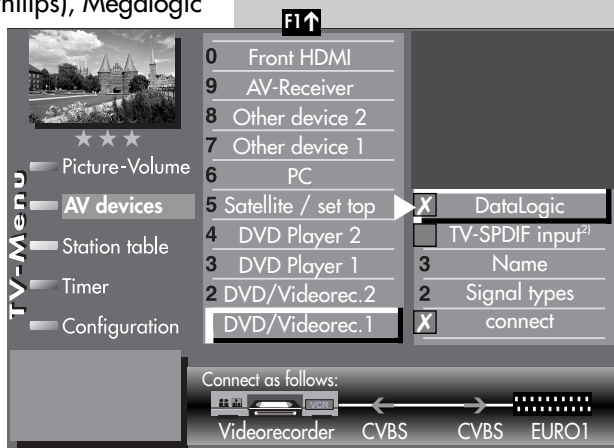 hilips), Megalogic
F1↑
0 Front HDMI
9 AV-Receiver
8 Other device 2
7 Other device 1
6 PC
5 Satellite / set top
4 DVD Player 2
3 DVD Player 1
2 DVD/Videorec.2
DVD/Videorec.1
TV-Menu
Picture-Volume
AV devices
Station table
Timer
Configuration
X DataLogic
TV-SPDIF input2)
3 Name
2 Signal types
X connect
Connect as follows:
VCR
Videorecorder CVBS CVBS EURO1